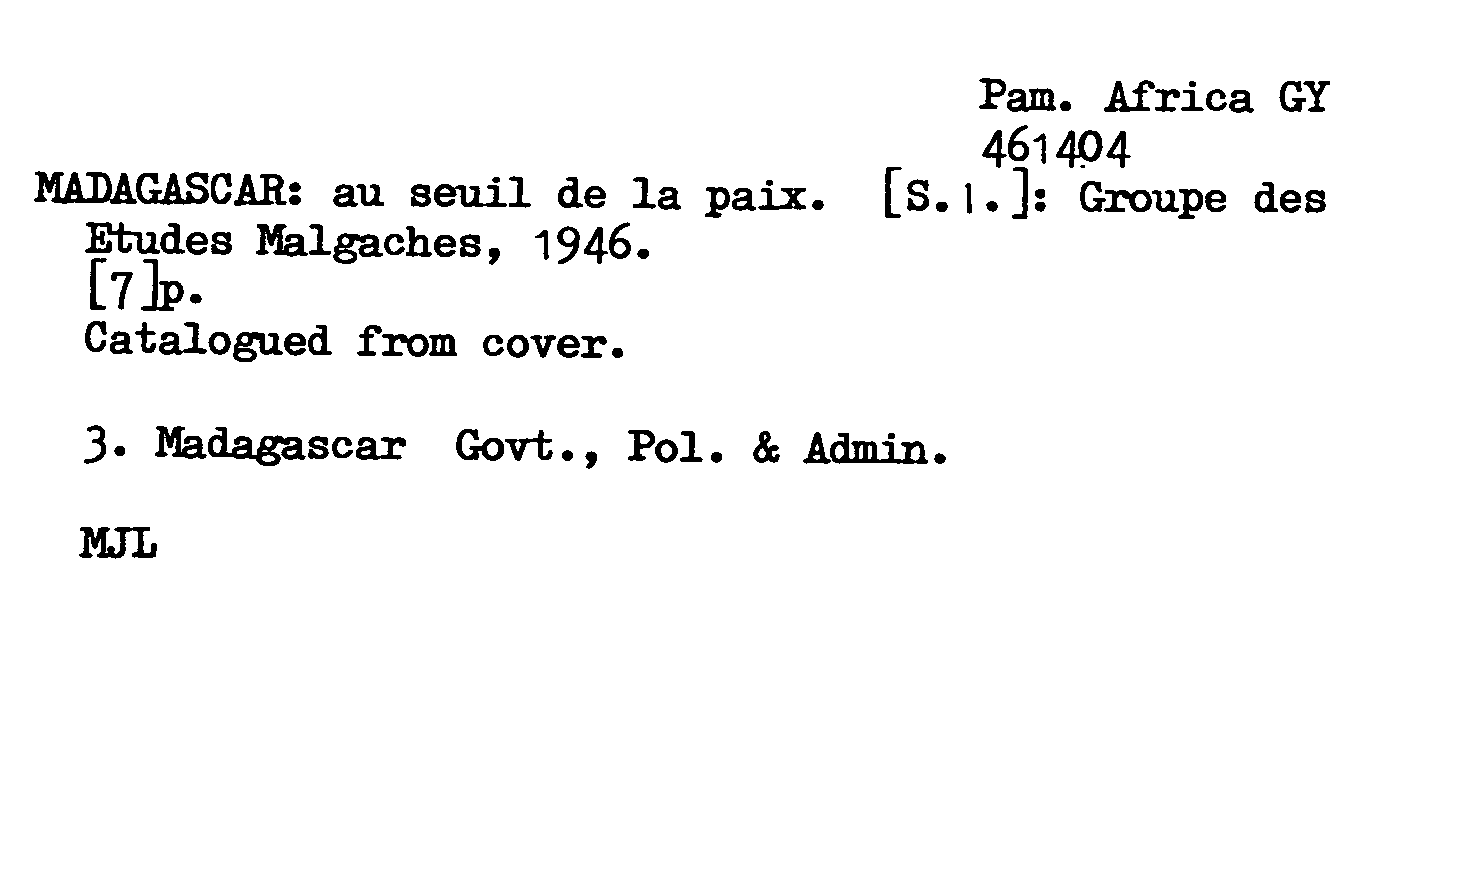 Pam. Africa GY
461404
MADAGASCAR: au seuil de la paix. [S.l.]: Groupe des
Etudes Malgaches, 1946.
[7]p.
Catalogued from cover.
3. Madagascar Govt., Pol. & Admin.
MJL